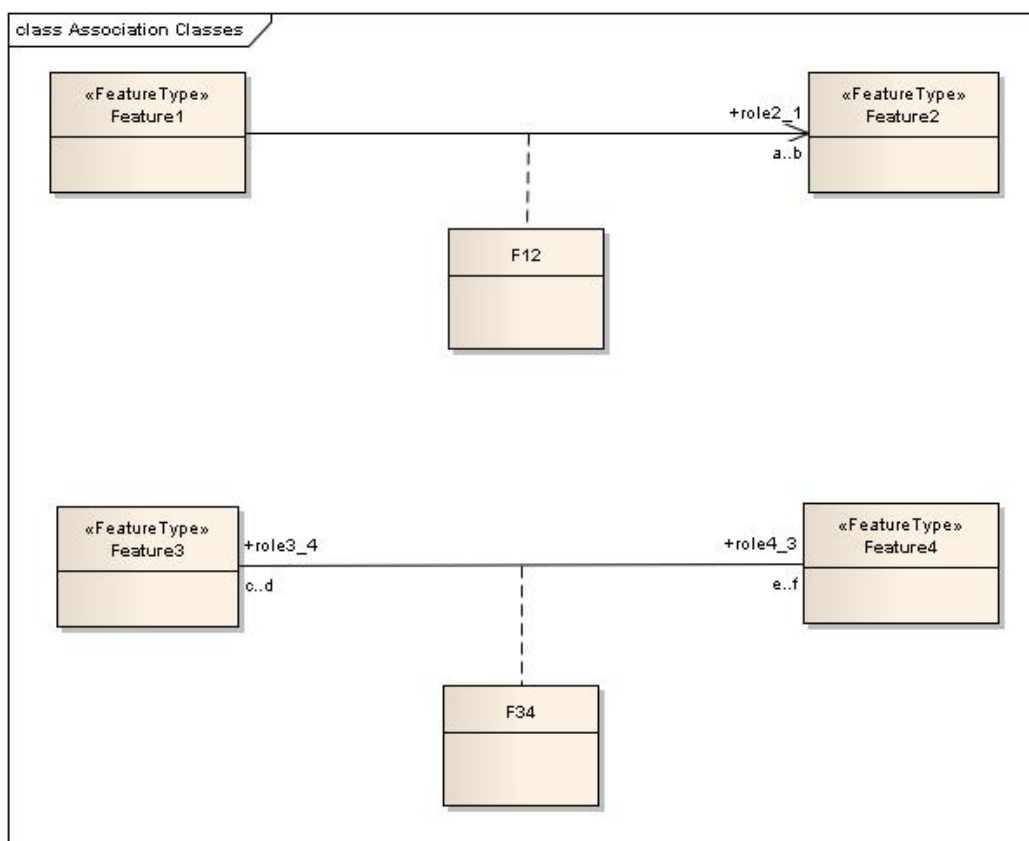 class Association Classes
«FeatureType»
Feature1
+role2_1
a..b
«FeatureType»
Feature2
F12
«FeatureType»
Feature3
+role3_4
c..d
+role4_3
e..f
«FeatureType»
Feature4
F34